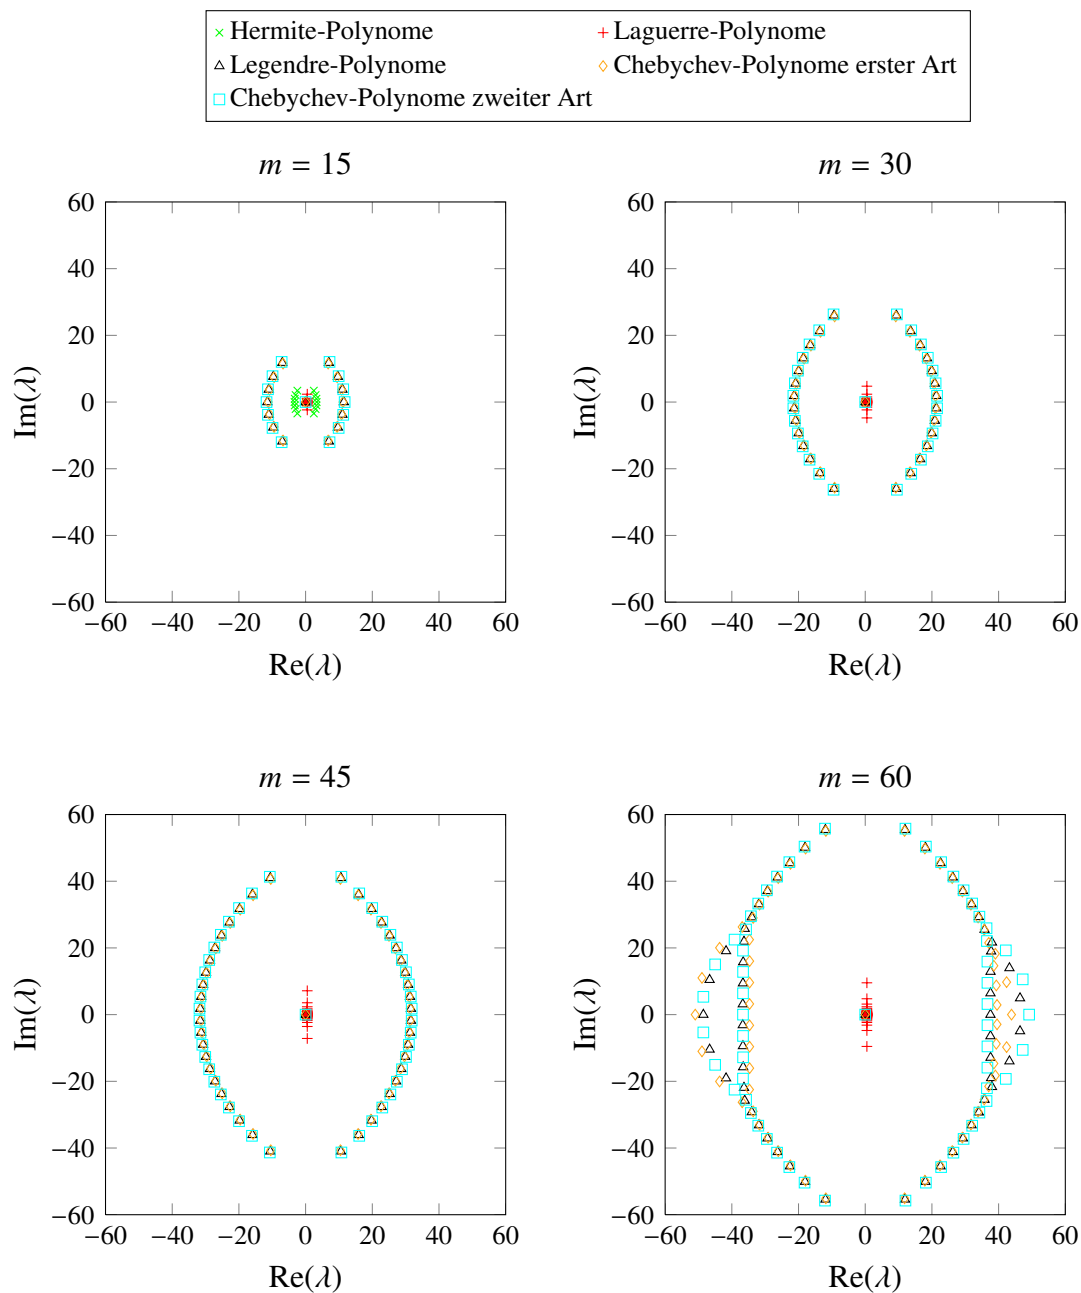 Hermite-Polynome Laguerre-Polynome
Legendre-Polynome Chebychev-Polynome erster Art
Chebychev-Polynome zweiter Art
m = 15
60
40
20
0
−20
−40
−60
−60 −40 −20 0 20 40 60
Im(λ)
Re(λ)
m = 30
60
40
20
0
−20
−40
−60
−60 −40 −20 0 20 40 60
Im(λ)
Re(λ)
m = 45
60
40
20
0
−20
−40
−60
−60 −40 −20 0 20 40 60
Im(λ)
Re(λ)
m = 60
60
40
20
0
−20
−40
−60
−60 −40 −20 0 20 40 60
Im(λ)
Re(λ)